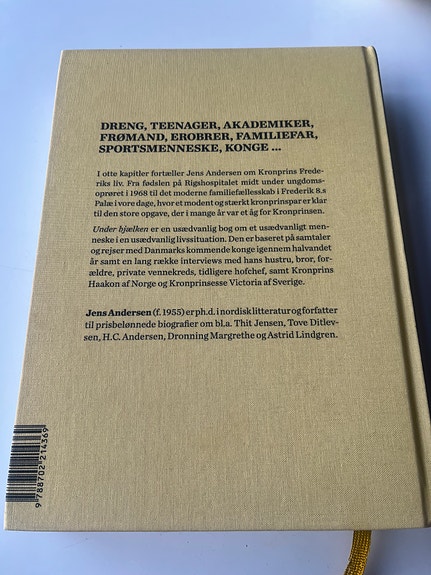 DRENG, TEENAGER, AKADEMIKER,
FRØMAND, EROBRER, FAMILIEFAR,
SPORTSMENNESKE, KONGE ...
I otte kapitler fortæller Jens Andersen om Kronprins Frede-
riks liv. Fra fødslen på Rigshospitalet midt under ungdoms-
oprøret i 1968 til det moderne familiefællesskab i Frederik 8.s
Palæ i vore dage, hvor et modent og stærkt kronprinspar er klar
til den store opgave, der i mange år var et åg for Kronprinsen.
Under bjælken er en usædvanlig bog om et usædvanligt men-
neske i en usædvanlig livssituation. Den er baseret på samtaler
og rejser med Danmarks kommende konge igennem halvandet
år samt en lang række interviews med hans hustru, bror, for-
ældre, private vennekreds, tidligere hofchef, samt Kronprins
Haakon af Norge og Kronprinsesse Victoria af Sverige.
Jens Andersen (f. 1955) er ph.d. i nordisk litteratur og forfatter
til prisbelønnede biografier om bl.a. Thit Jensen, Tove Ditlev-
sen, H.C. Andersen, Dronning Margrethe og Astrid Lindgren.
9 788702 214369